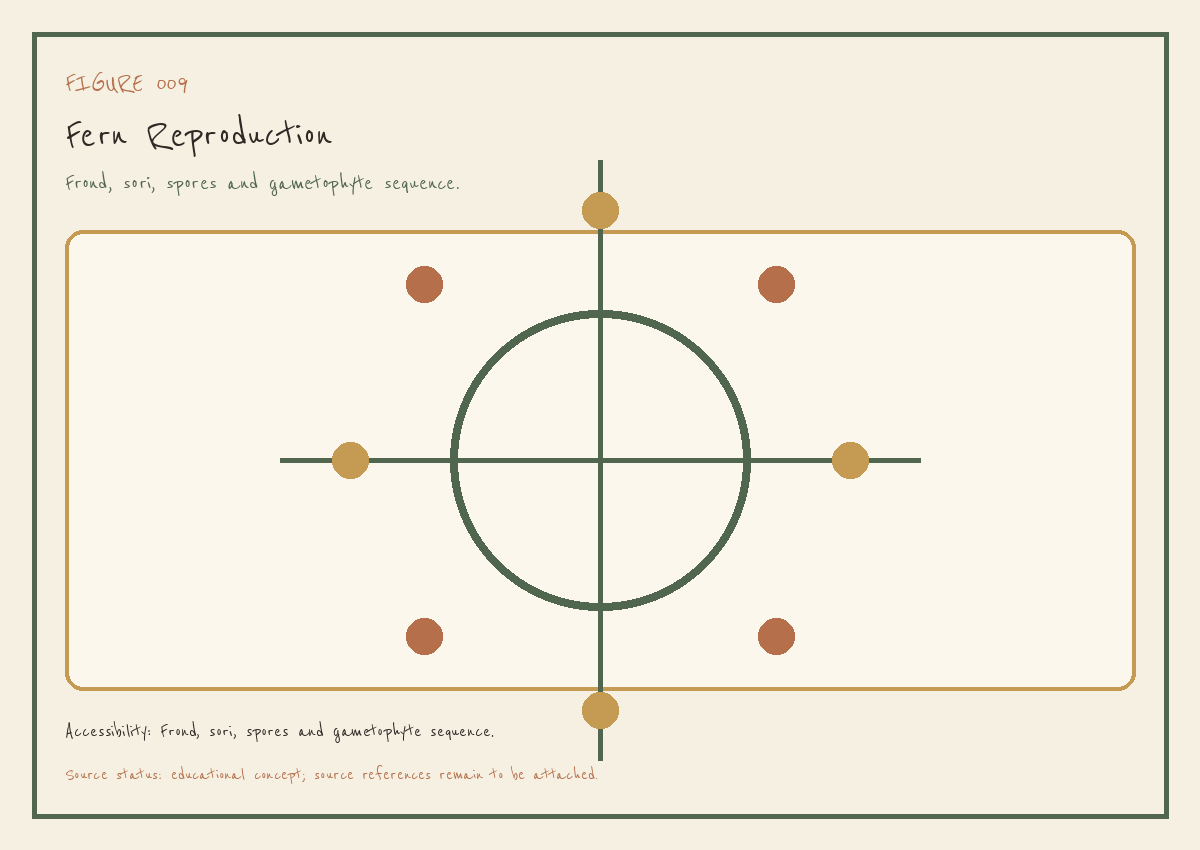 FIGURE 009
Fern Reproduction
Frond, sori, spores and gametophyte sequence.
Accessibility: Frond, sori, spores and gametophyte sequence.
Source status: educational concept; source references remain to be attached.